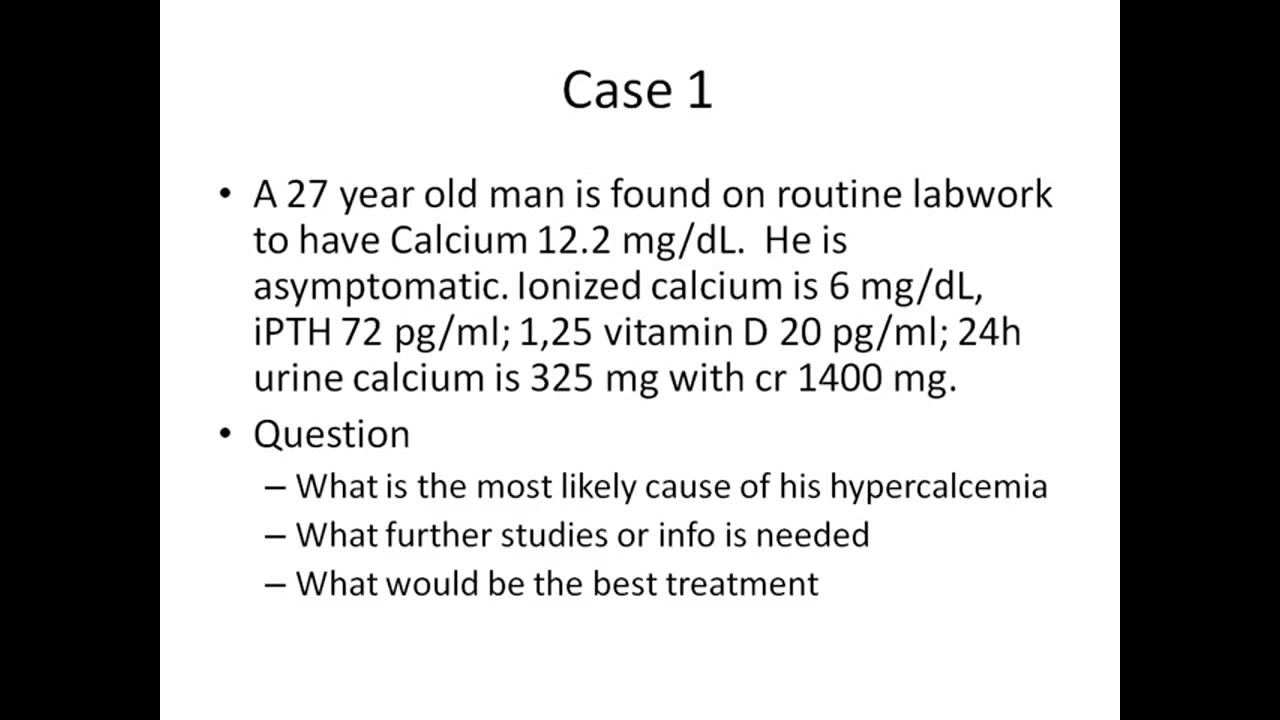 Case 1
• A 27 year old man is found on routine labwork
to have Calcium 12.2 mg/dL.  He is
asymptomatic. Ionized calcium is 6 mg/dL,
iPTH 72 pg/ml; 1,25 vitamin D 20 pg/ml; 24h
urine calcium is 325 mg with cr 1400 mg.
• Question
– What is the most likely cause of his hypercalcemia
– What further studies or info is needed
– What would be the best treatment